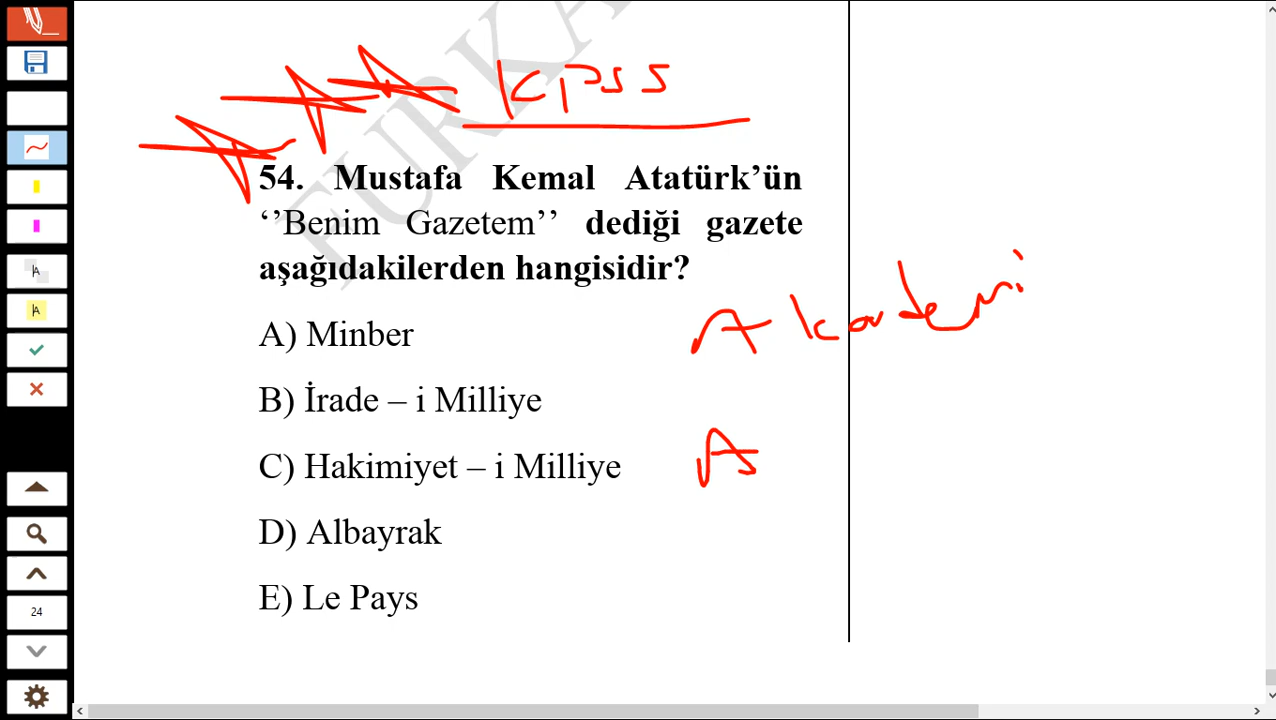 FURKA
KPSS
54. Mustafa Kemal Atatürk’ün
‘’Benim Gazetem’’ dediği gazete
aşağıdakilerden hangisidir?
A) Minber
Akademi
B) İrade – i Milliye
C) Hakimiyet – i Milliye
D) Albayrak
E) Le Pays
24